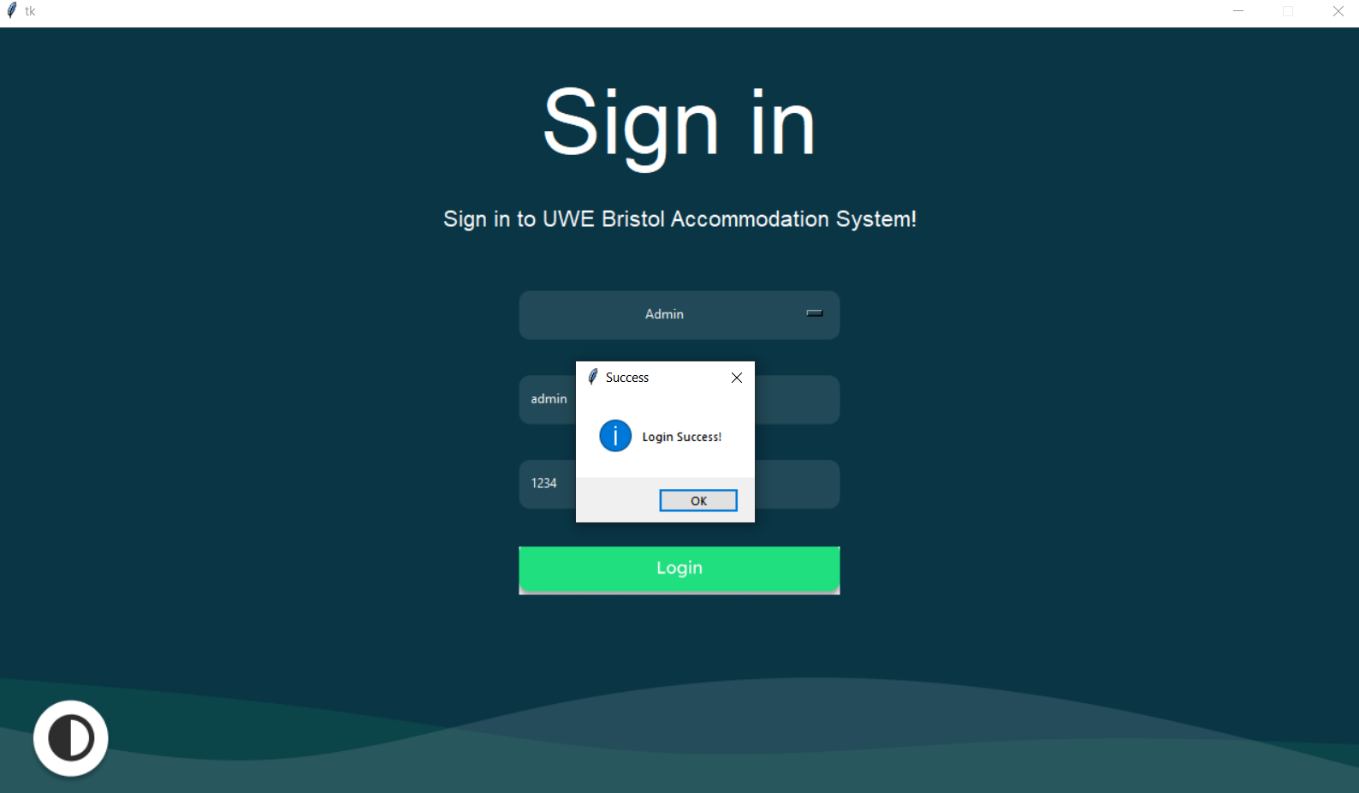 tk
Sign in
Sign in to UWE Bristol Accommodation System!
Admin
admin
Success
Login Success!
1234
OK
Login